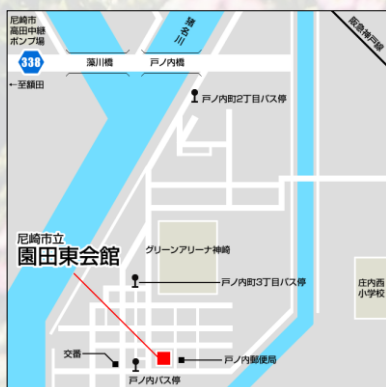 尼崎市
高田中継
ポンプ場
338
←至額田
藻川橋
戸ノ内橋
猪名川
阪急神戸線
戸ノ内町2丁目バス停
尼崎市立
園田東会館
グリーンアリーナ神崎
戸ノ内町3丁目バス停
庄内西
小学校
交番
戸ノ内バス停
戸ノ内郵便局